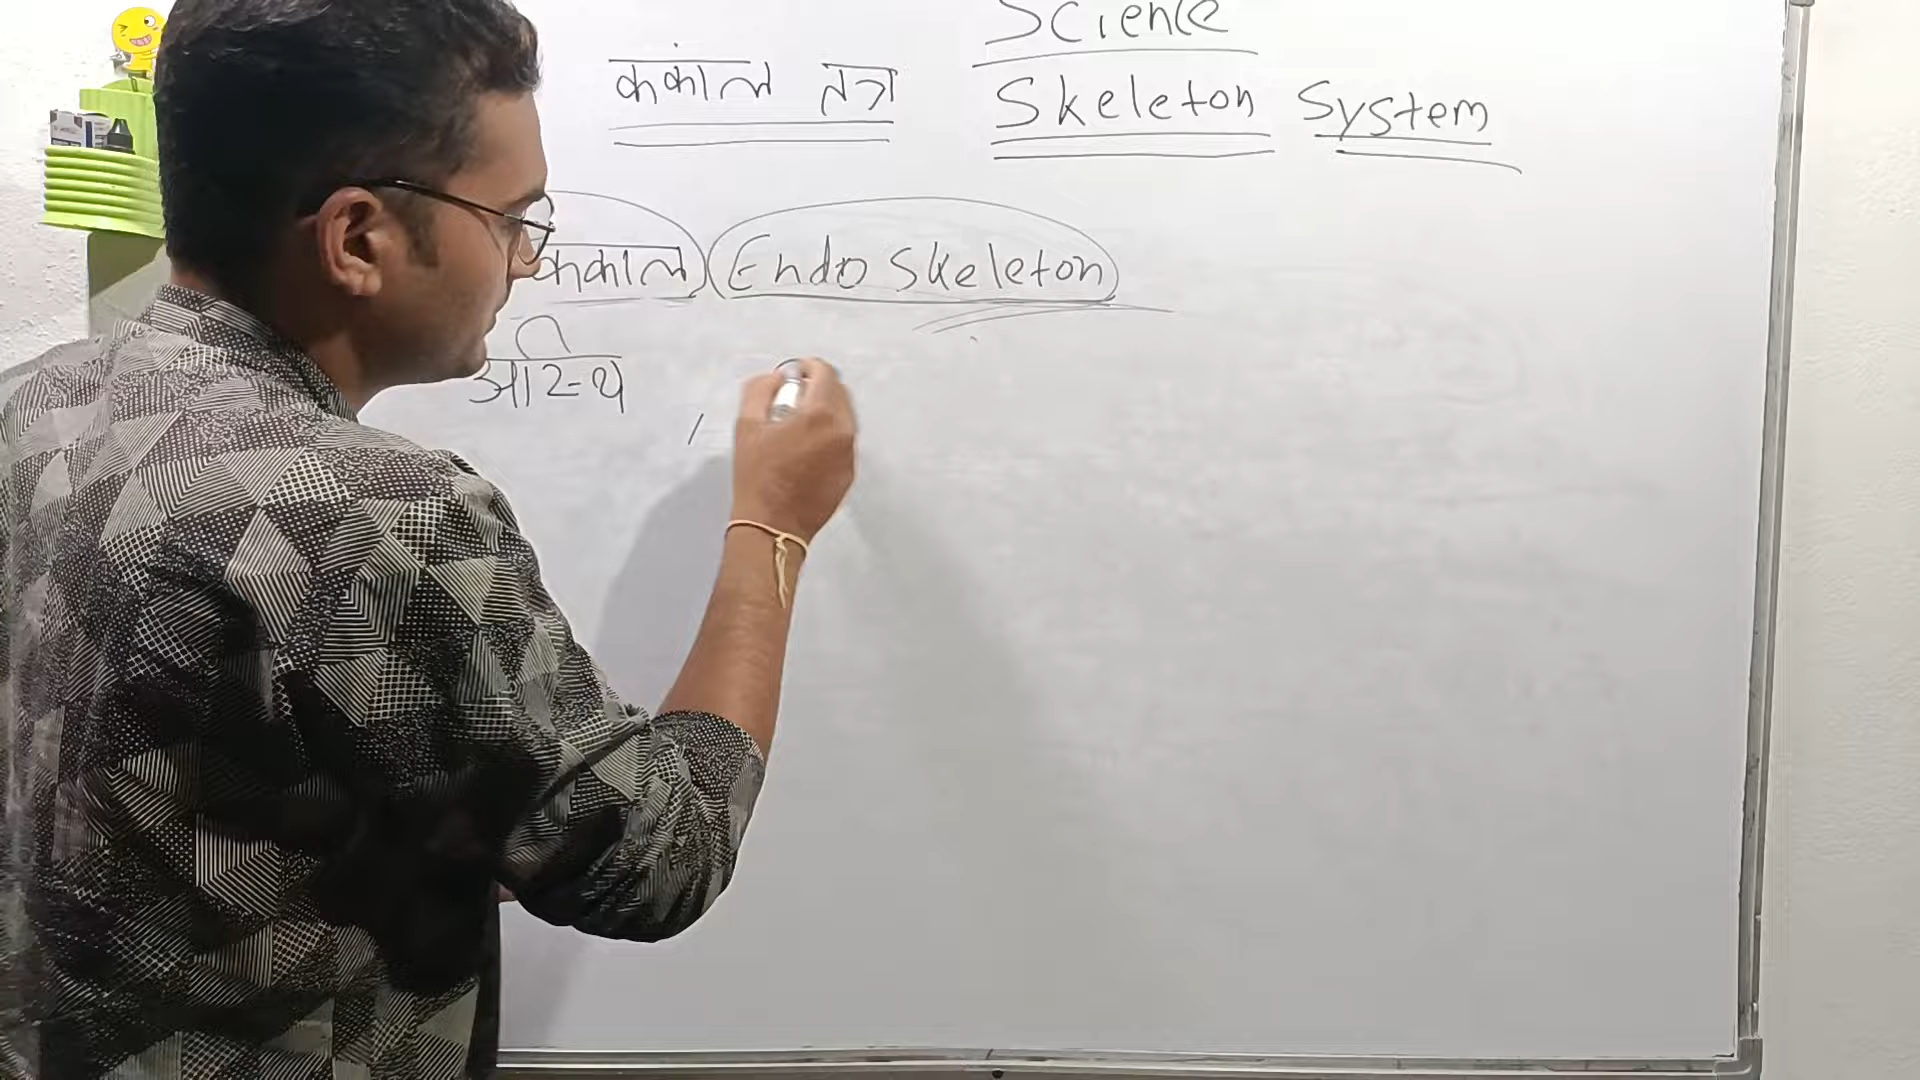 Science
कंकाल तंत्र Skeleton System
कंकाल) (Endo Skeleton)
अस्थि